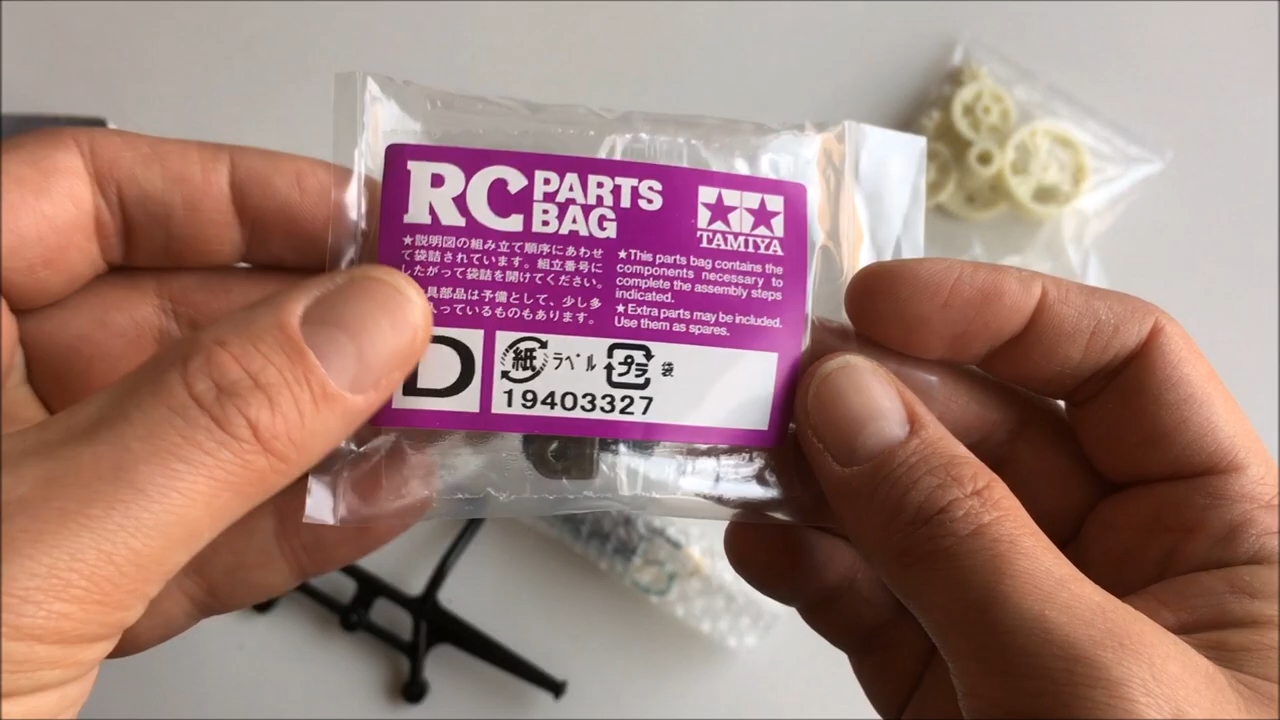 RC PARTS BAG
TAMIYA
★説明図の組み立て順序にあわせ
て袋詰されています。組立番号に
したがって袋詰を開けてください。
具部品は予備として、少し多
入っているものもあります。
★This parts bag contains the
components necessary to
complete the assembly steps
indicated.
★Extra parts may be included.
Use them as spares.
D
紙 ラベル プラ 袋
19403327